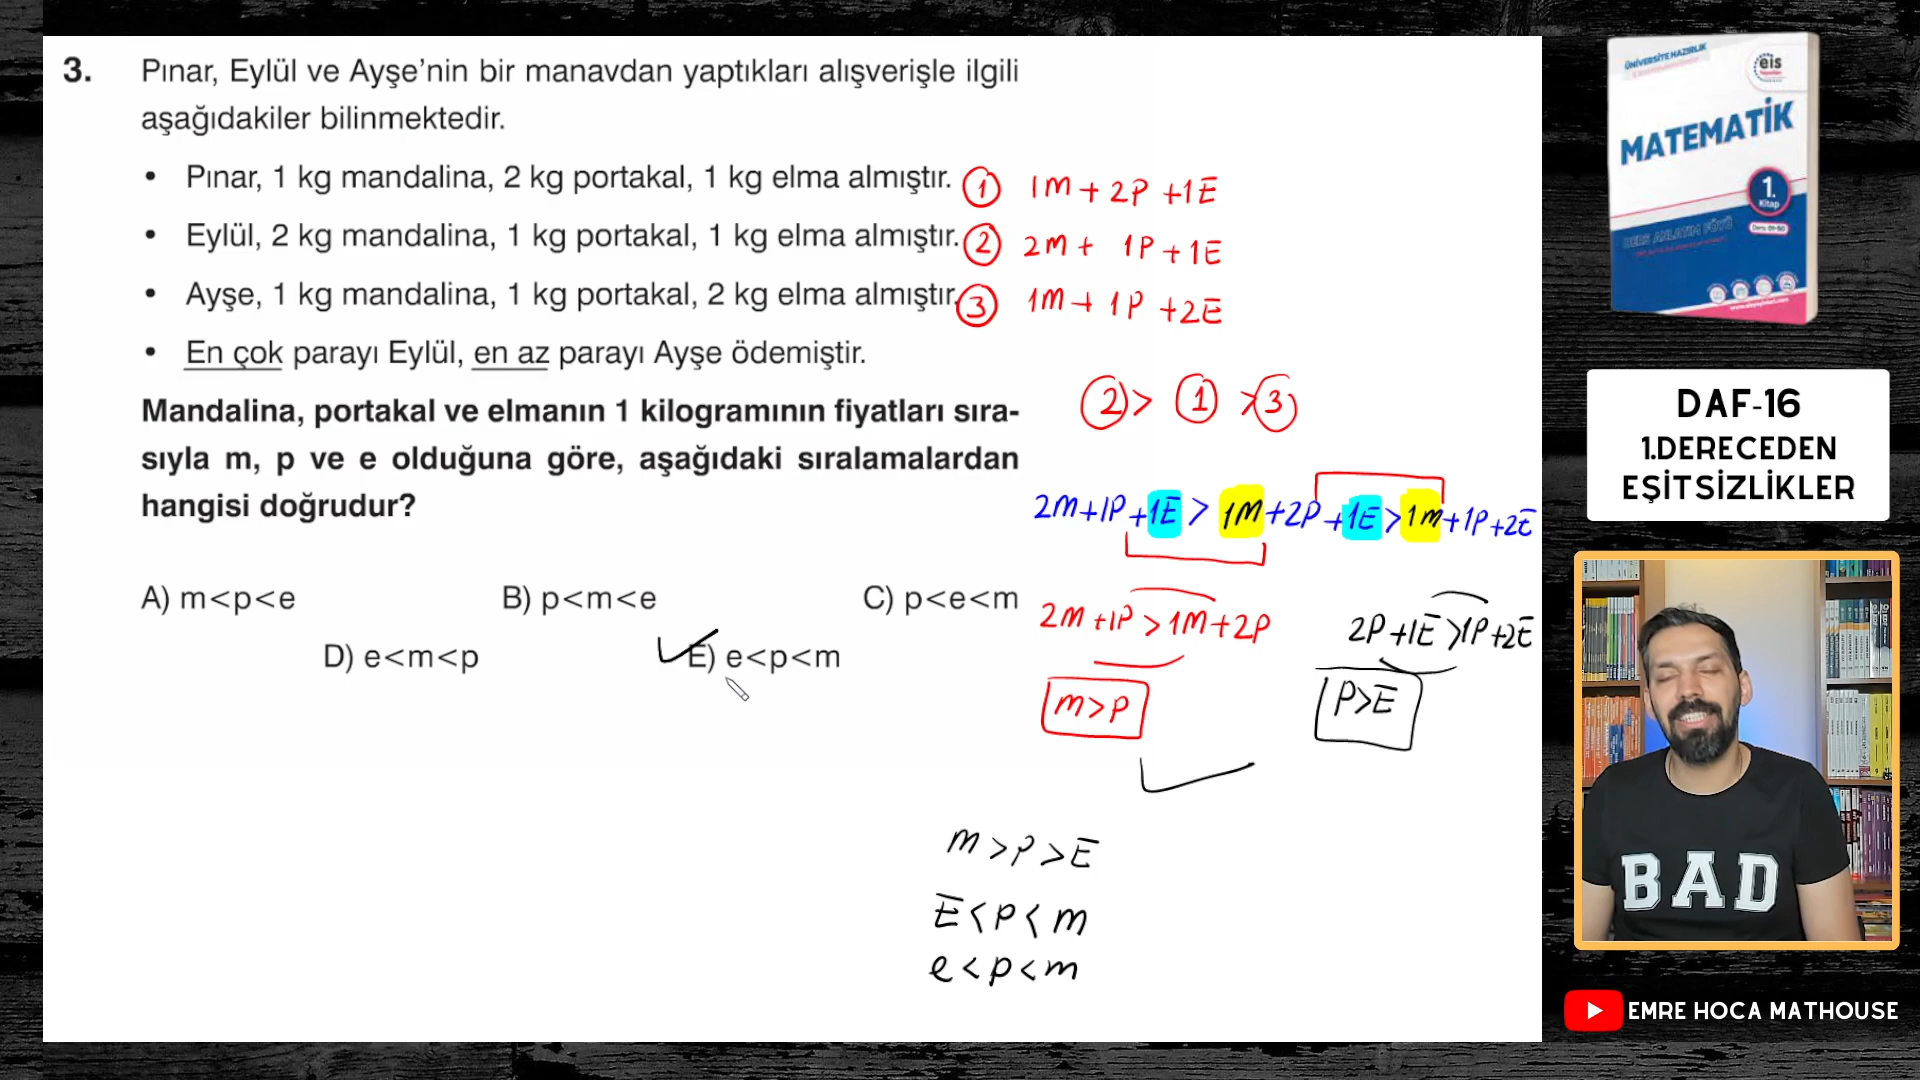 3. Pınar, Eylül ve Ayşe’nin bir manavdan yaptıkları alışverişle ilgili
aşağıdakiler bilinmektedir.
• Pınar, 1 kg mandalina, 2 kg portakal, 1 kg elma almıştır.
① 1M + 2P + 1E
• Eylül, 2 kg mandalina, 1 kg portakal, 1 kg elma almıştır.
② 2M + 1P + 1E
• Ayşe, 1 kg mandalina, 1 kg portakal, 2 kg elma almıştır.
③ 1M + 1P + 2E
• En çok parayı Eylül, en az parayı Ayşe ödemiştir.
Mandalina, portakal ve elmanın 1 kilogramının fiyatları sıra-
sıyla m, p ve e olduğuna göre, aşağıdaki sıralamalardan
hangisi doğrudur?
A) m<p<e B) p<m<e C) p<e<m
D) e<m<p E) e<p<m
② > ① > ③
2M+1P+1E > 1M+2P+1E > 1m+1P+2E
2M+1P > 1M+2P
2P+1E > 1P+2E
m>P
P>E
m>P>E
E<P<m
e<p<m
ÜNİVERSİTE HAZIRLIK
eis
MATEMATİK
1.
Kitap
DERS ANLATIM FÖYÜ
DAF-16
1.DERECEDEN
EŞİTSİZLİKLER
BAD
EMRE HOCA MATHOUSE